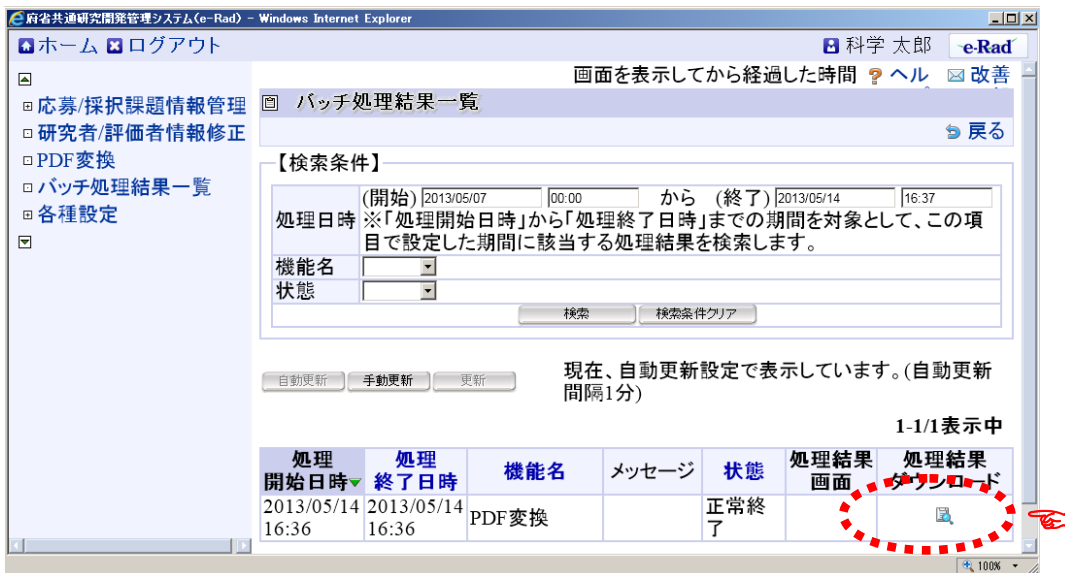 府省共通研究開発管理システム(e-Rad) - Windows Internet Explorer
ホーム ログアウト
科学 太郎 e-Rad
画面を表示してから経過した時間 ? ヘル 改善
応募/採択課題情報管理
研究者/評価者情報修正
PDF変換
バッチ処理結果一覧
各種設定
バッチ処理結果一覧
戻る
【検索条件】
処理日時
(開始) 2013/05/07 00:00 から (終了) 2013/05/14 16:37
※「処理開始日時」から「処理終了日時」までの期間を対象として、この項
目で設定した期間に該当する処理結果を検索します。
機能名
状態
検索 検索条件クリア
自動更新 手動更新 更新
現在、自動更新設定で表示しています。(自動更新
間隔1分)
1-1/1表示中
処理
開始日時▼
処理
終了日時
機能名
メッセージ
状態
処理結果
画面
処理結果
ダウンロード
2013/05/14
16:36
2013/05/14
16:36
PDF変換
正常終
了
100%